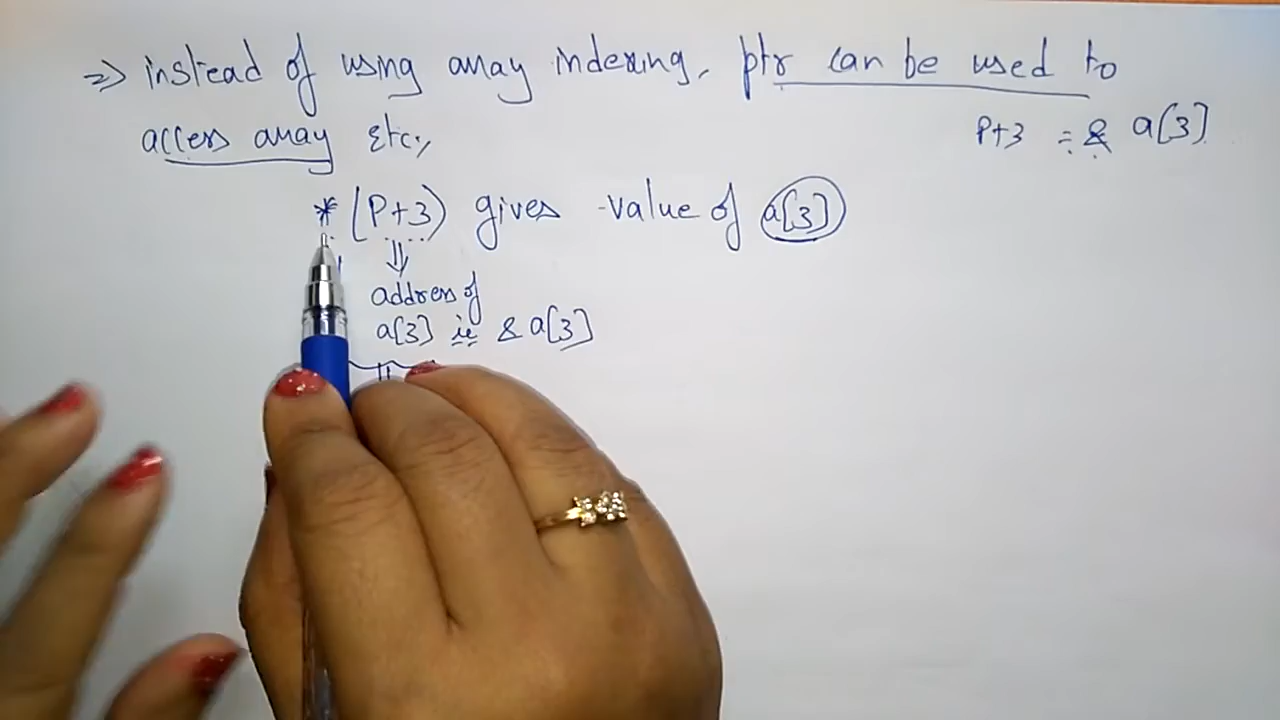 => instead of using array indexing, ptr can be used to
access array etc.,
P+3 = & a[3]
*(P+3) gives value of a[3]
address of
a[3] ie & a[3]